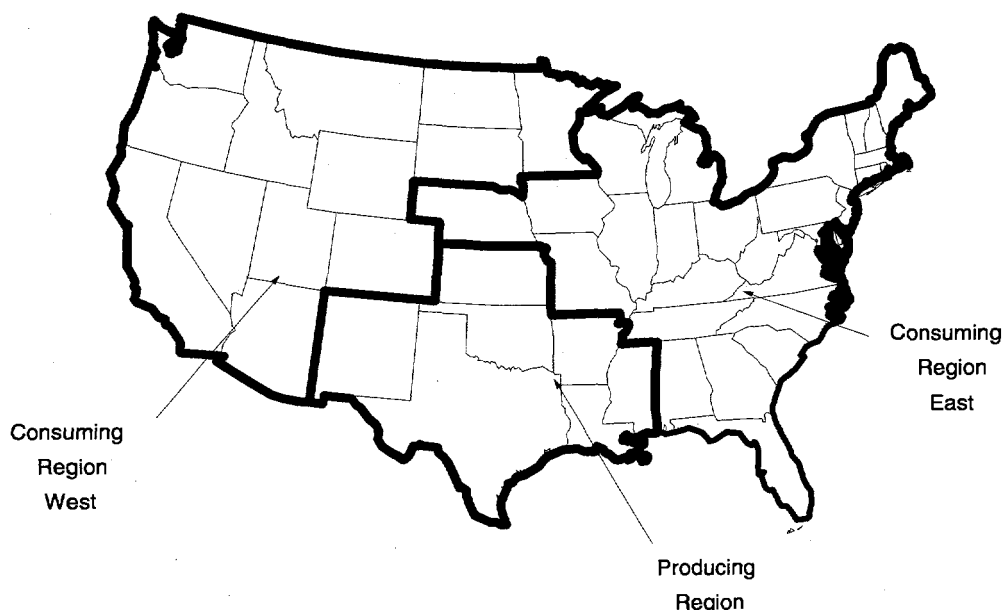 Consuming
Region
West
Consuming
Region
East
Producing
Region